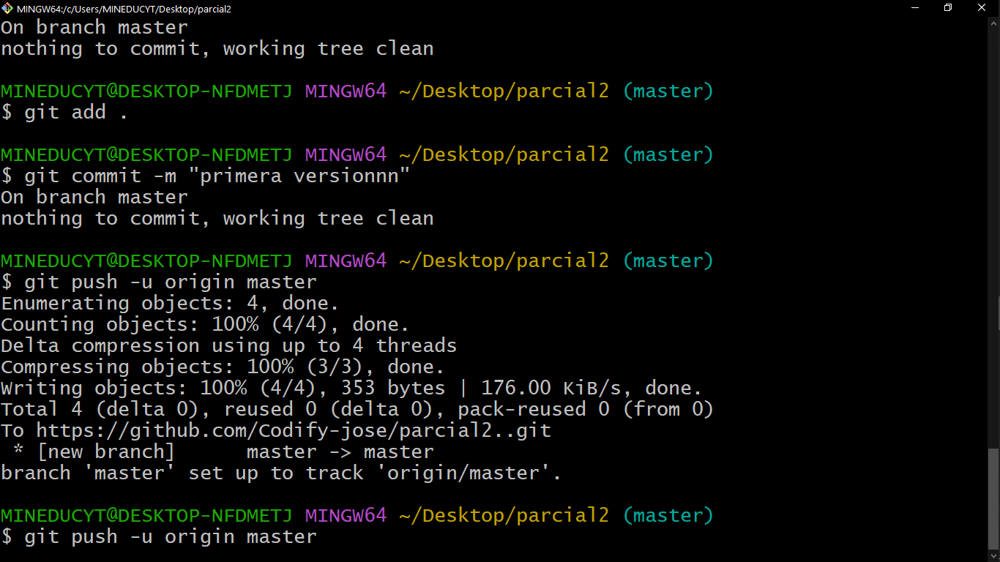 MINGW64:/c/Users/MINEDUCYT/Desktop/parcial2
On branch master
nothing to commit, working tree clean
MINEDUCYT@DESKTOP-NFDMETJ MINGW64 ~/Desktop/parcial2 (master)
$ git add .
MINEDUCYT@DESKTOP-NFDMETJ MINGW64 ~/Desktop/parcial2 (master)
$ git commit -m "primera versionnn"
On branch master
nothing to commit, working tree clean
MINEDUCYT@DESKTOP-NFDMETJ MINGW64 ~/Desktop/parcial2 (master)
$ git push -u origin master
Enumerating objects: 4, done.
Counting objects: 100% (4/4), done.
Delta compression using up to 4 threads
Compressing objects: 100% (3/3), done.
Writing objects: 100% (4/4), 353 bytes | 176.00 KiB/s, done.
Total 4 (delta 0), reused 0 (delta 0), pack-reused 0 (from 0)
To https://github.com/Codify-jose/parcial2..git
 * [new branch]      master -> master
branch 'master' set up to track 'origin/master'.
MINEDUCYT@DESKTOP-NFDMETJ MINGW64 ~/Desktop/parcial2 (master)
$ git push -u origin master